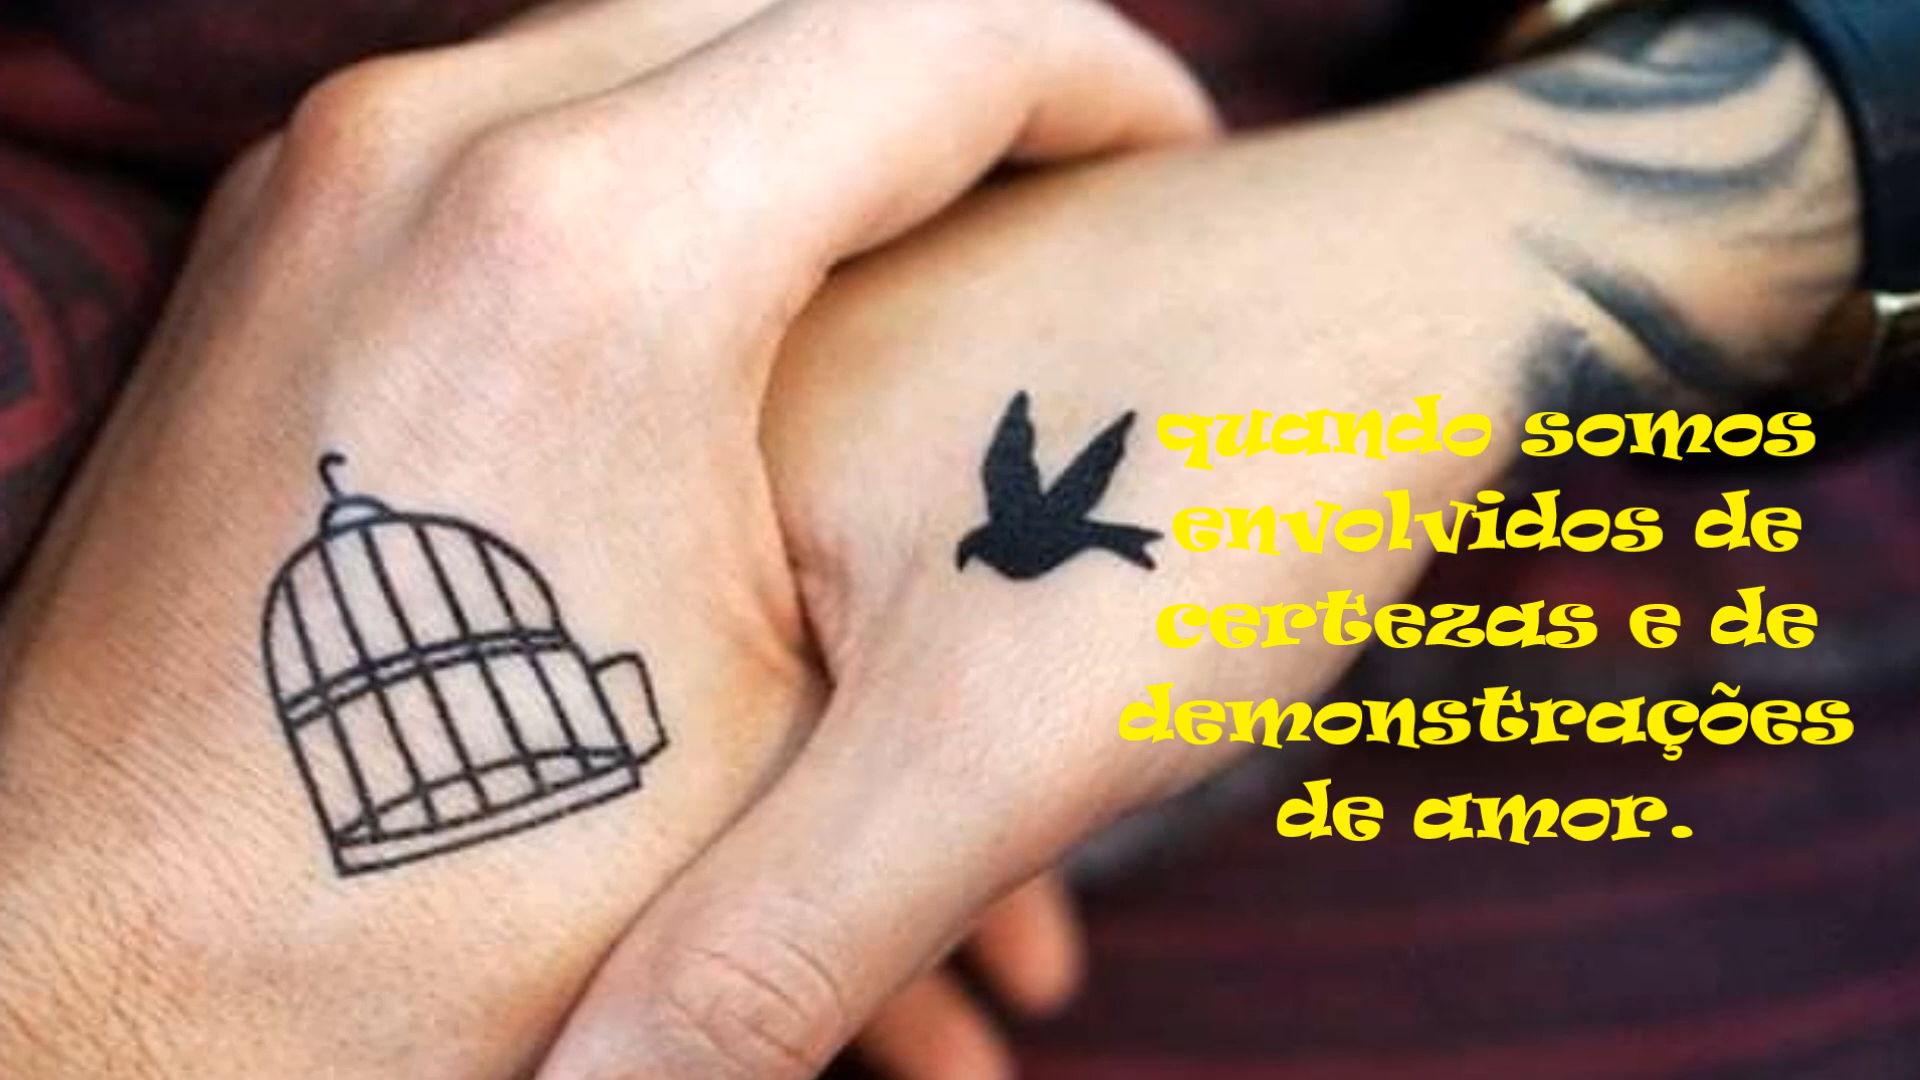 quando somos
envolvidos de
certezas e de
demonstrações
de amor.